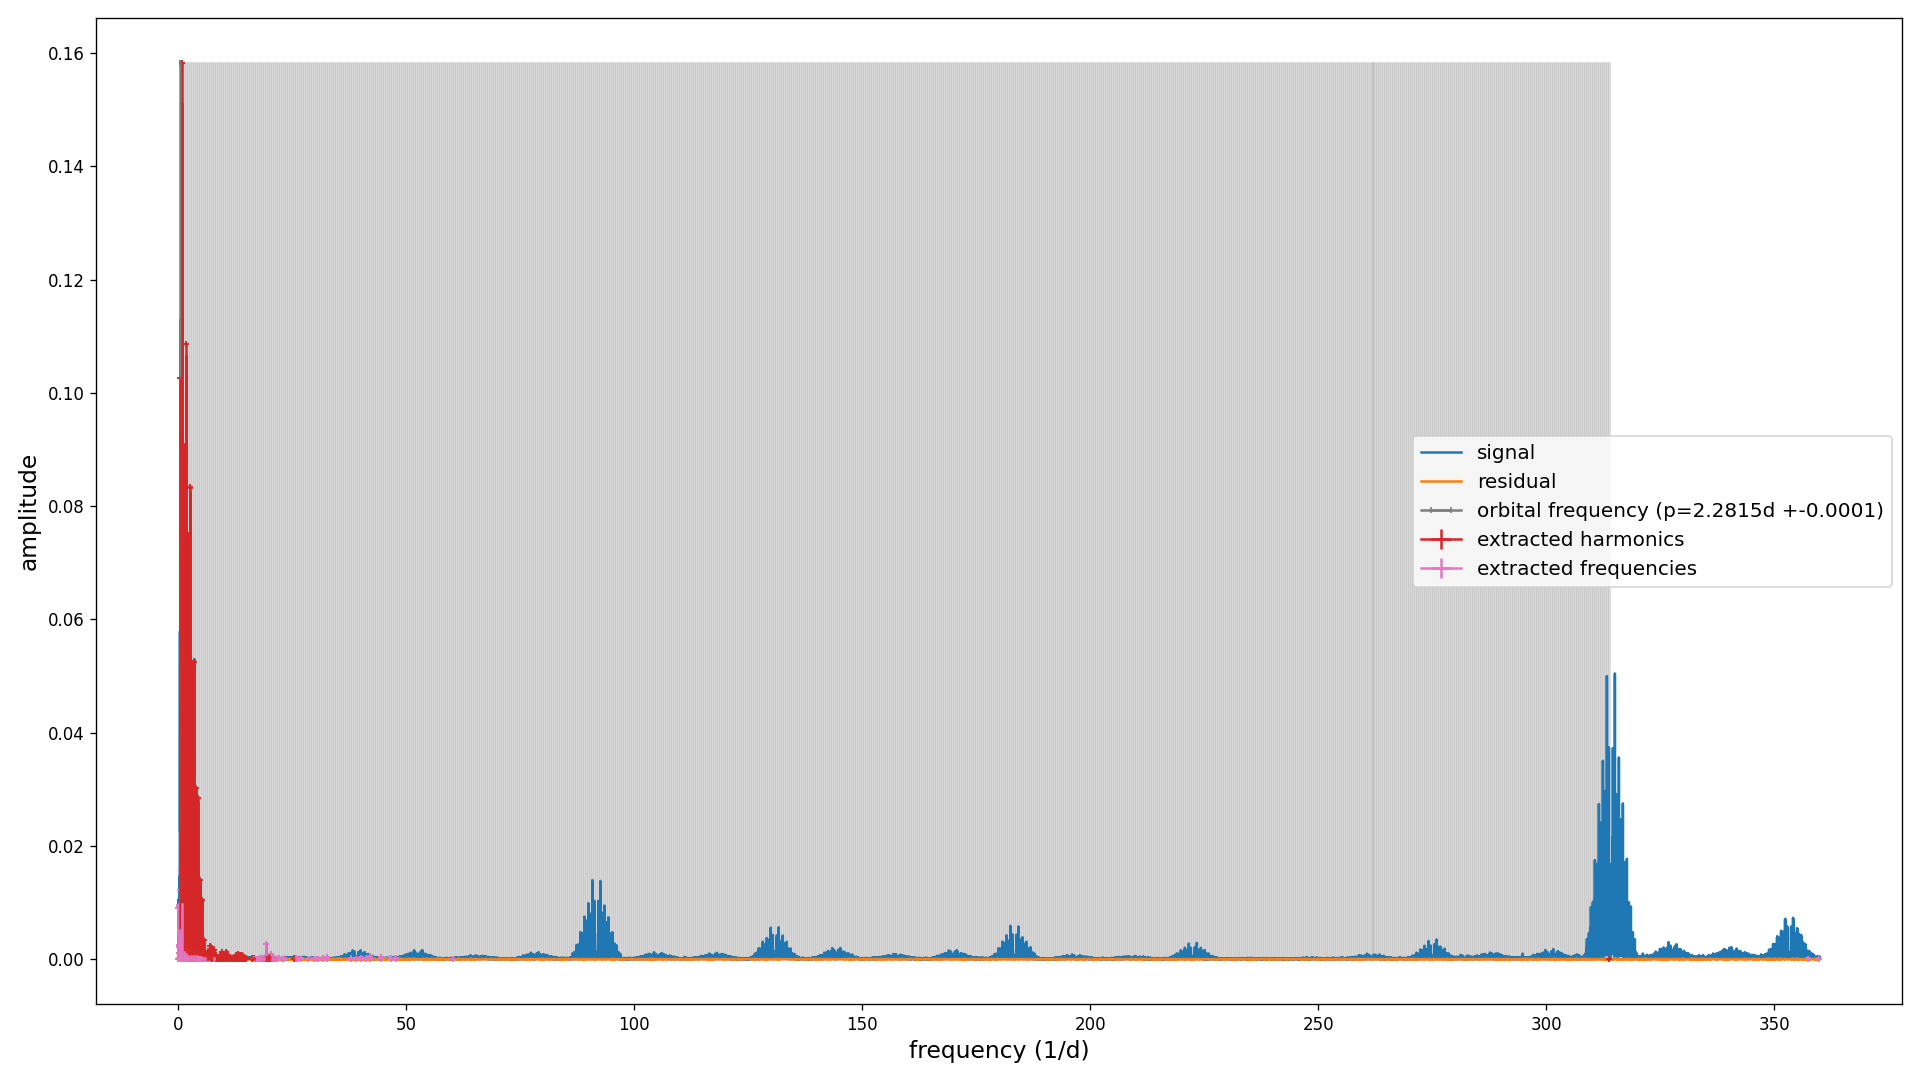 0.16
0.14
0.12
0.10
0.08
0.06
0.04
0.02
0.00
amplitude
signal
residual
orbital frequency (p=2.2815d +-0.0001)
extracted harmonics
extracted frequencies
0 50 100 150 200 250 300 350
frequency (1/d)